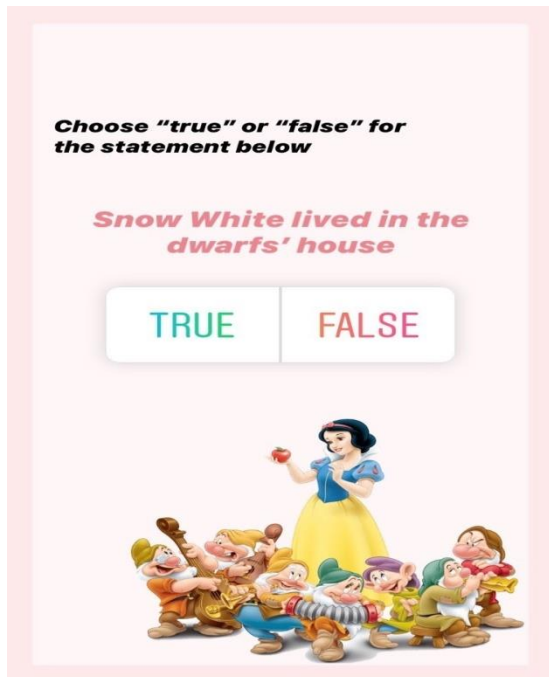 Choose “true” or “false” for
the statement below
Snow White lived in the
dwarfs’ house
TRUE
FALSE